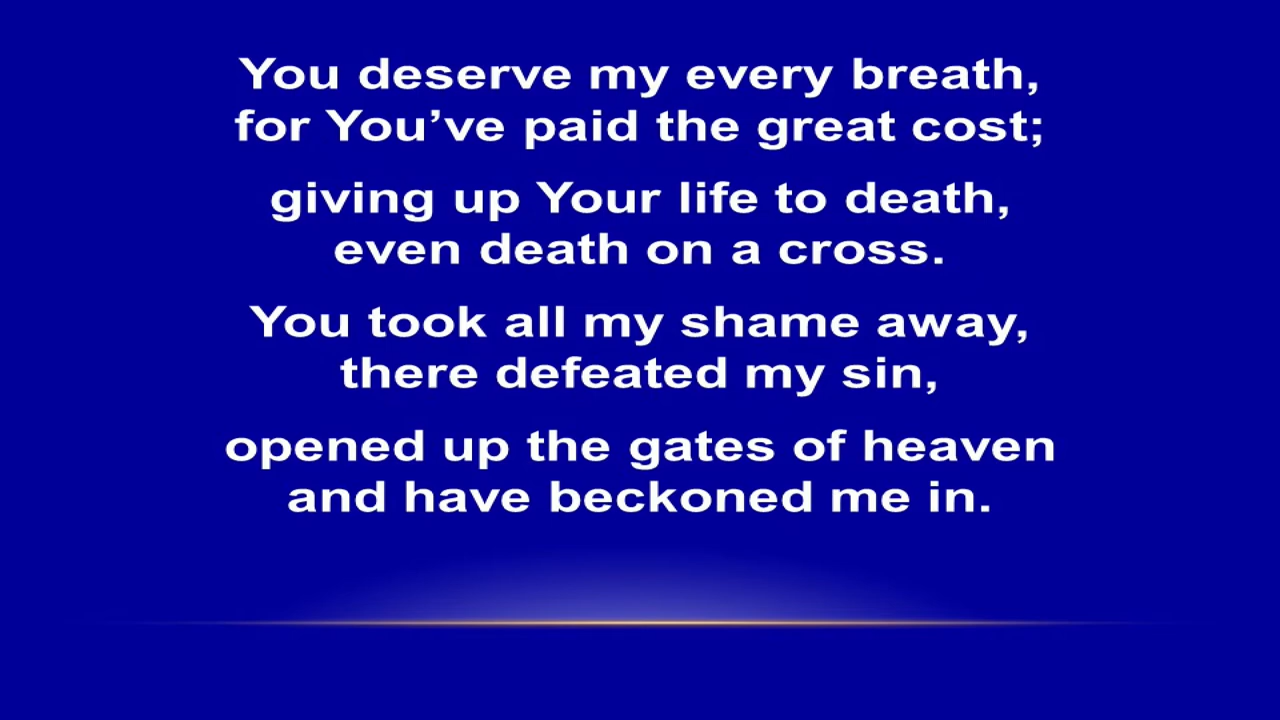 You deserve my every breath,
for You’ve paid the great cost;
giving up Your life to death,
even death on a cross.
You took all my shame away,
there defeated my sin,
opened up the gates of heaven
and have beckoned me in.